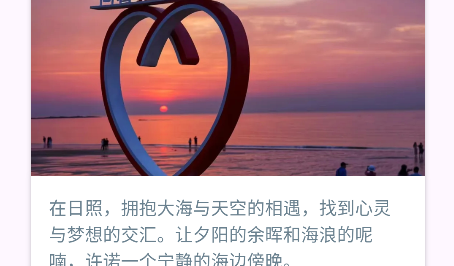 在日照，拥抱大海与天空的相遇，找到心灵
与梦想的交汇。让夕阳的余晖和海浪的呢
喃，许诺一个宁静的海边傍晚。